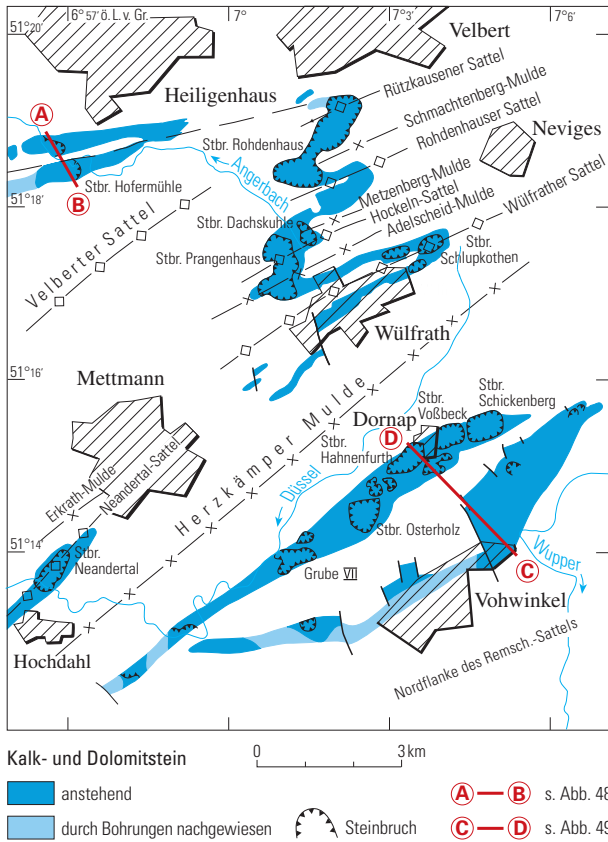 6° 57' ö. L. v. Gr.
7°
7°3'
7°6'
51°20'
Velbert
Heiligenhaus
Rützkausener Sattel
Schnachtenberg-Mulde
Rohdenhauser Sattel
Neviges
A
Stbr. Rohdenhaus
Angerbach
B
Stbr. Hofermühle
51°18'
Metzenberg-Mulde
Hockeln-Sattel
Adelscheid-Mulde
Wülfrather Sattel
Stbr. Dachskuhle
Stbr. Prangenhaus
Stbr.
Schlupkothen
Velberter Sattel
Wülfrath
51°16'
Mettmann
Stbr.
Schickenberg
Stbr.
Voßbeck
Dornap
D
Stbr.
Hahnenfurth
Herzkämper Mulde
Erkrath-Mulde
Neandertal-Sattel
Düssel
Stbr. Osterholz
51°14'
Stbr.
Neandertal
Grube VII
Wupper
C
Vohwinkel
Hochdahl
Nordflanke des Remsch.-Sattels
Kalk- und Dolomitstein
0 3 km
anstehend
A B s. Abb. 48
durch Bohrungen nachgewiesen
Steinbruch
C D s. Abb. 49